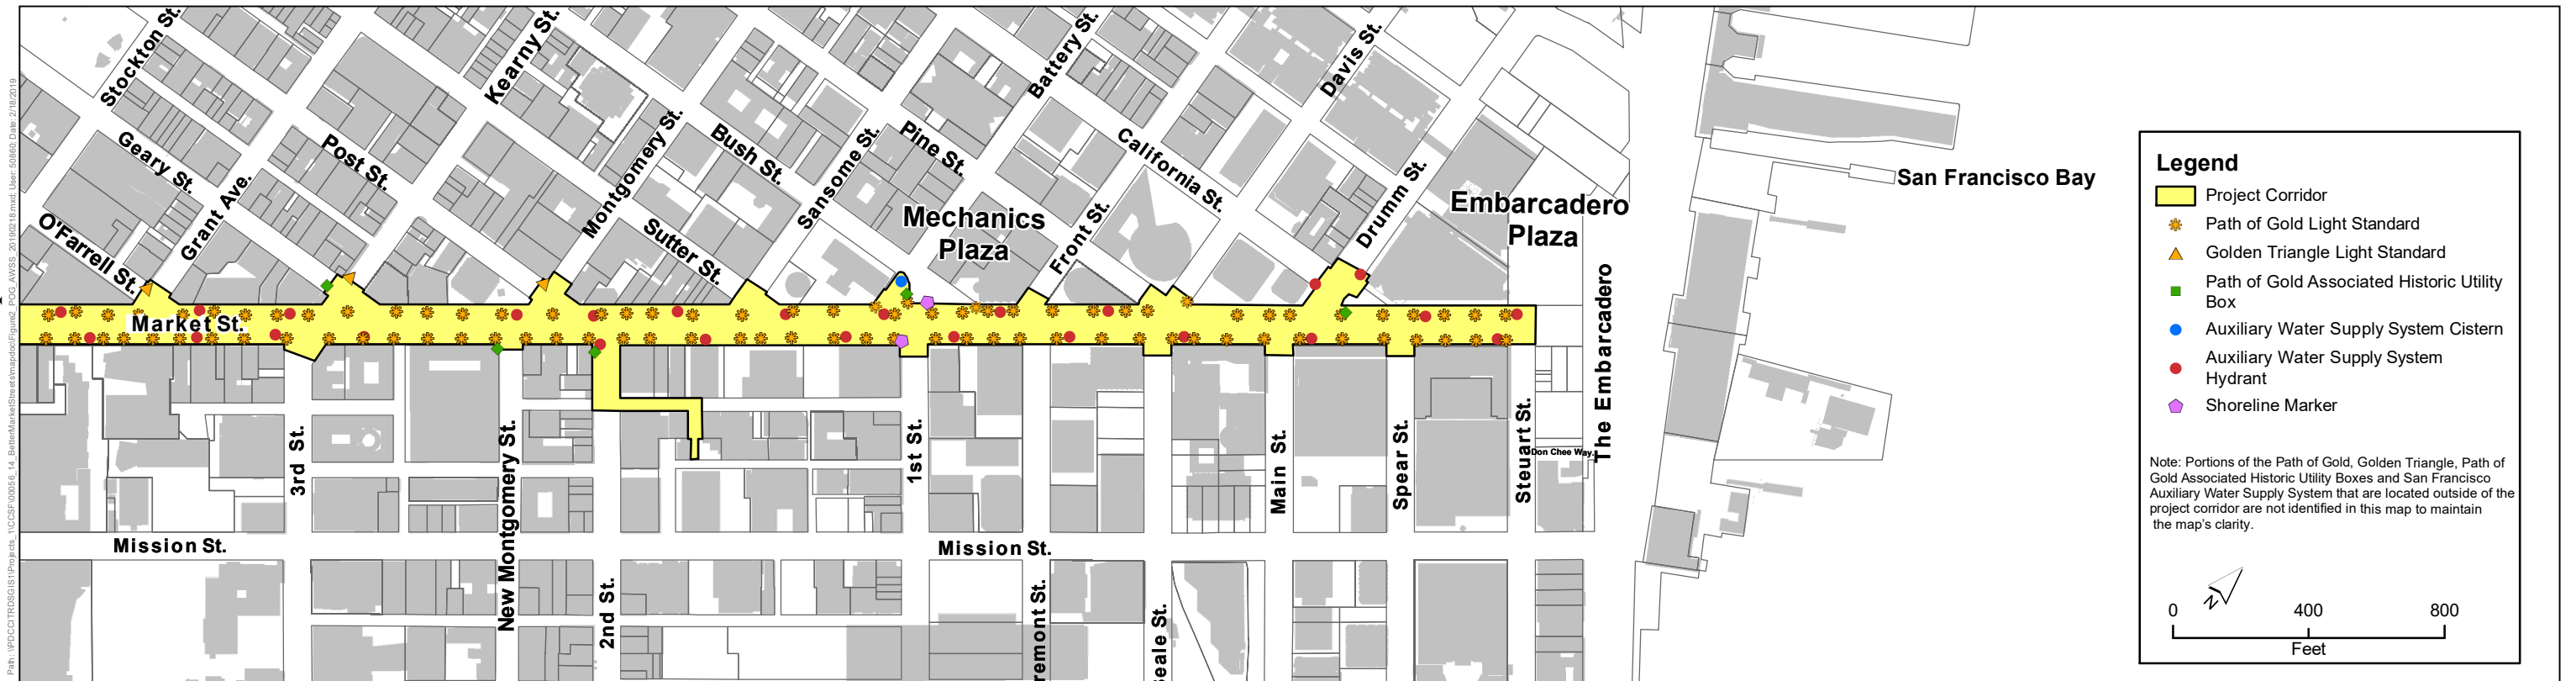 Stockton St.
Kearny St.
Battery St.
Davis St.
Geary St.
Post St.
Montgomery St.
Bush St.
Sansome St.
Pine St.
California St.
O'Farrell St.
Grant Ave.
Sutter St.
Mechanics
Plaza
Front St.
Drumm St.
Embarcadero
Plaza
San Francisco Bay
Market St.
The Embarcadero
3rd St.
New Montgomery St.
2nd St.
1st St.
Main St.
Spear St.
Steuart St.
Don Chee Way.
Mission St.
Mission St.
remont St.
eale St.
Legend
Project Corridor
Path of Gold Light Standard
Golden Triangle Light Standard
Path of Gold Associated Historic Utility
Box
Auxiliary Water Supply System Cistern
Auxiliary Water Supply System
Hydrant
Shoreline Marker
Note: Portions of the Path of Gold, Golden Triangle, Path of
Gold Associated Historic Utility Boxes and San Francisco
Auxiliary Water Supply System that are located outside of the
project corridor are not identified in this map to maintain
the map's clarity.
N
0 400 800
Feet